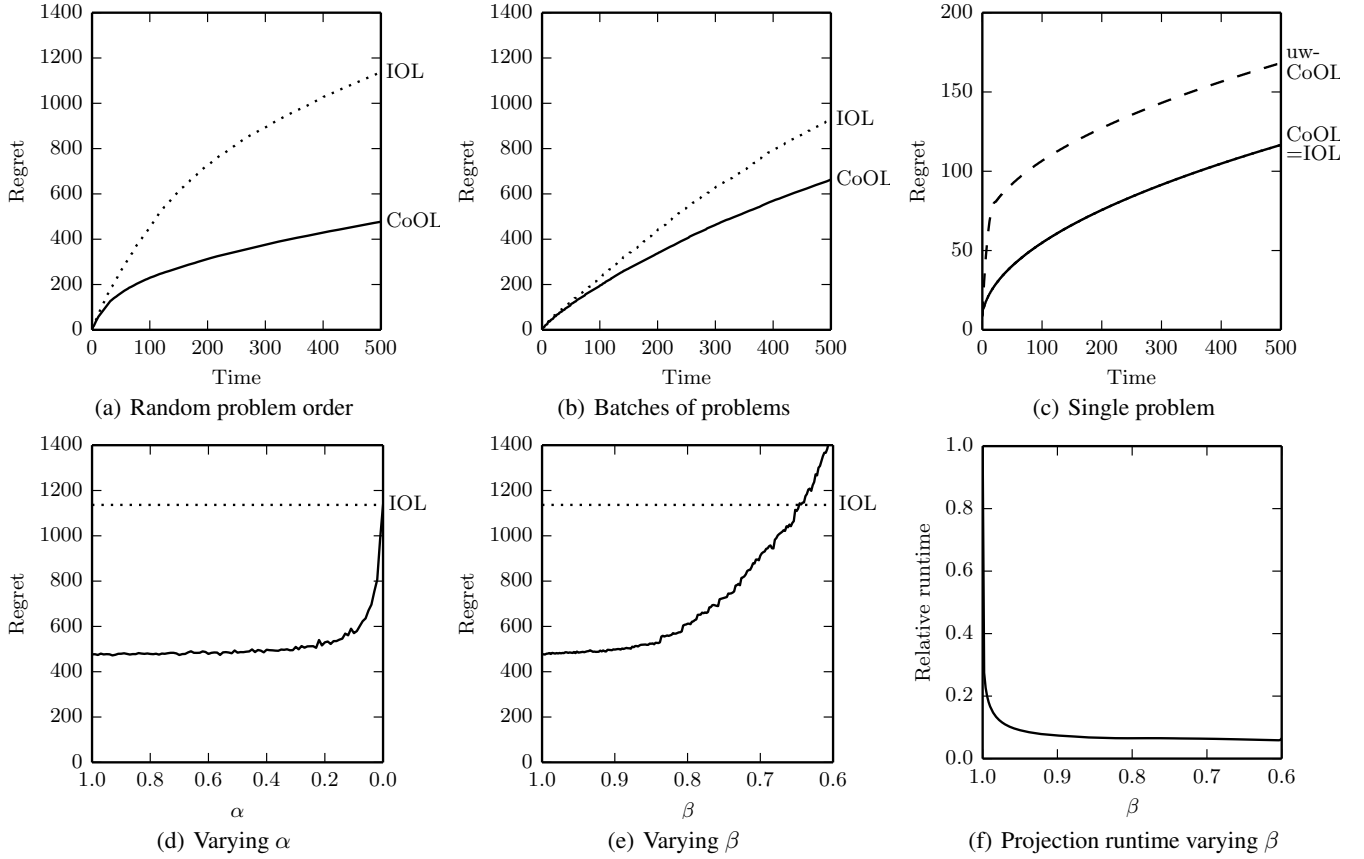 1400
1200
1000
800
600
400
200
0
Regret
IOL
CoOL
0 100 200 300 400 500
Time
(a) Random problem order
1400
1200
1000
800
600
400
200
0
Regret
IOL
CoOL
0 100 200 300 400 500
Time
(b) Batches of problems
200
150
100
50
0
Regret
uw-
CoOL
CoOL
=IOL
0 100 200 300 400 500
Time
(c) Single problem
1400
1200
1000
800
600
400
200
0
Regret
IOL
1.0 0.8 0.6 0.4 0.2 0.0
α
(d) Varying α
1400
1200
1000
800
600
400
200
0
Regret
IOL
1.0 0.9 0.8 0.7 0.6
β
(e) Varying β
1.0
0.8
0.6
0.4
0.2
0.0
Relative runtime
1.0 0.9 0.8 0.7 0.6
β
(f) Projection runtime varying β